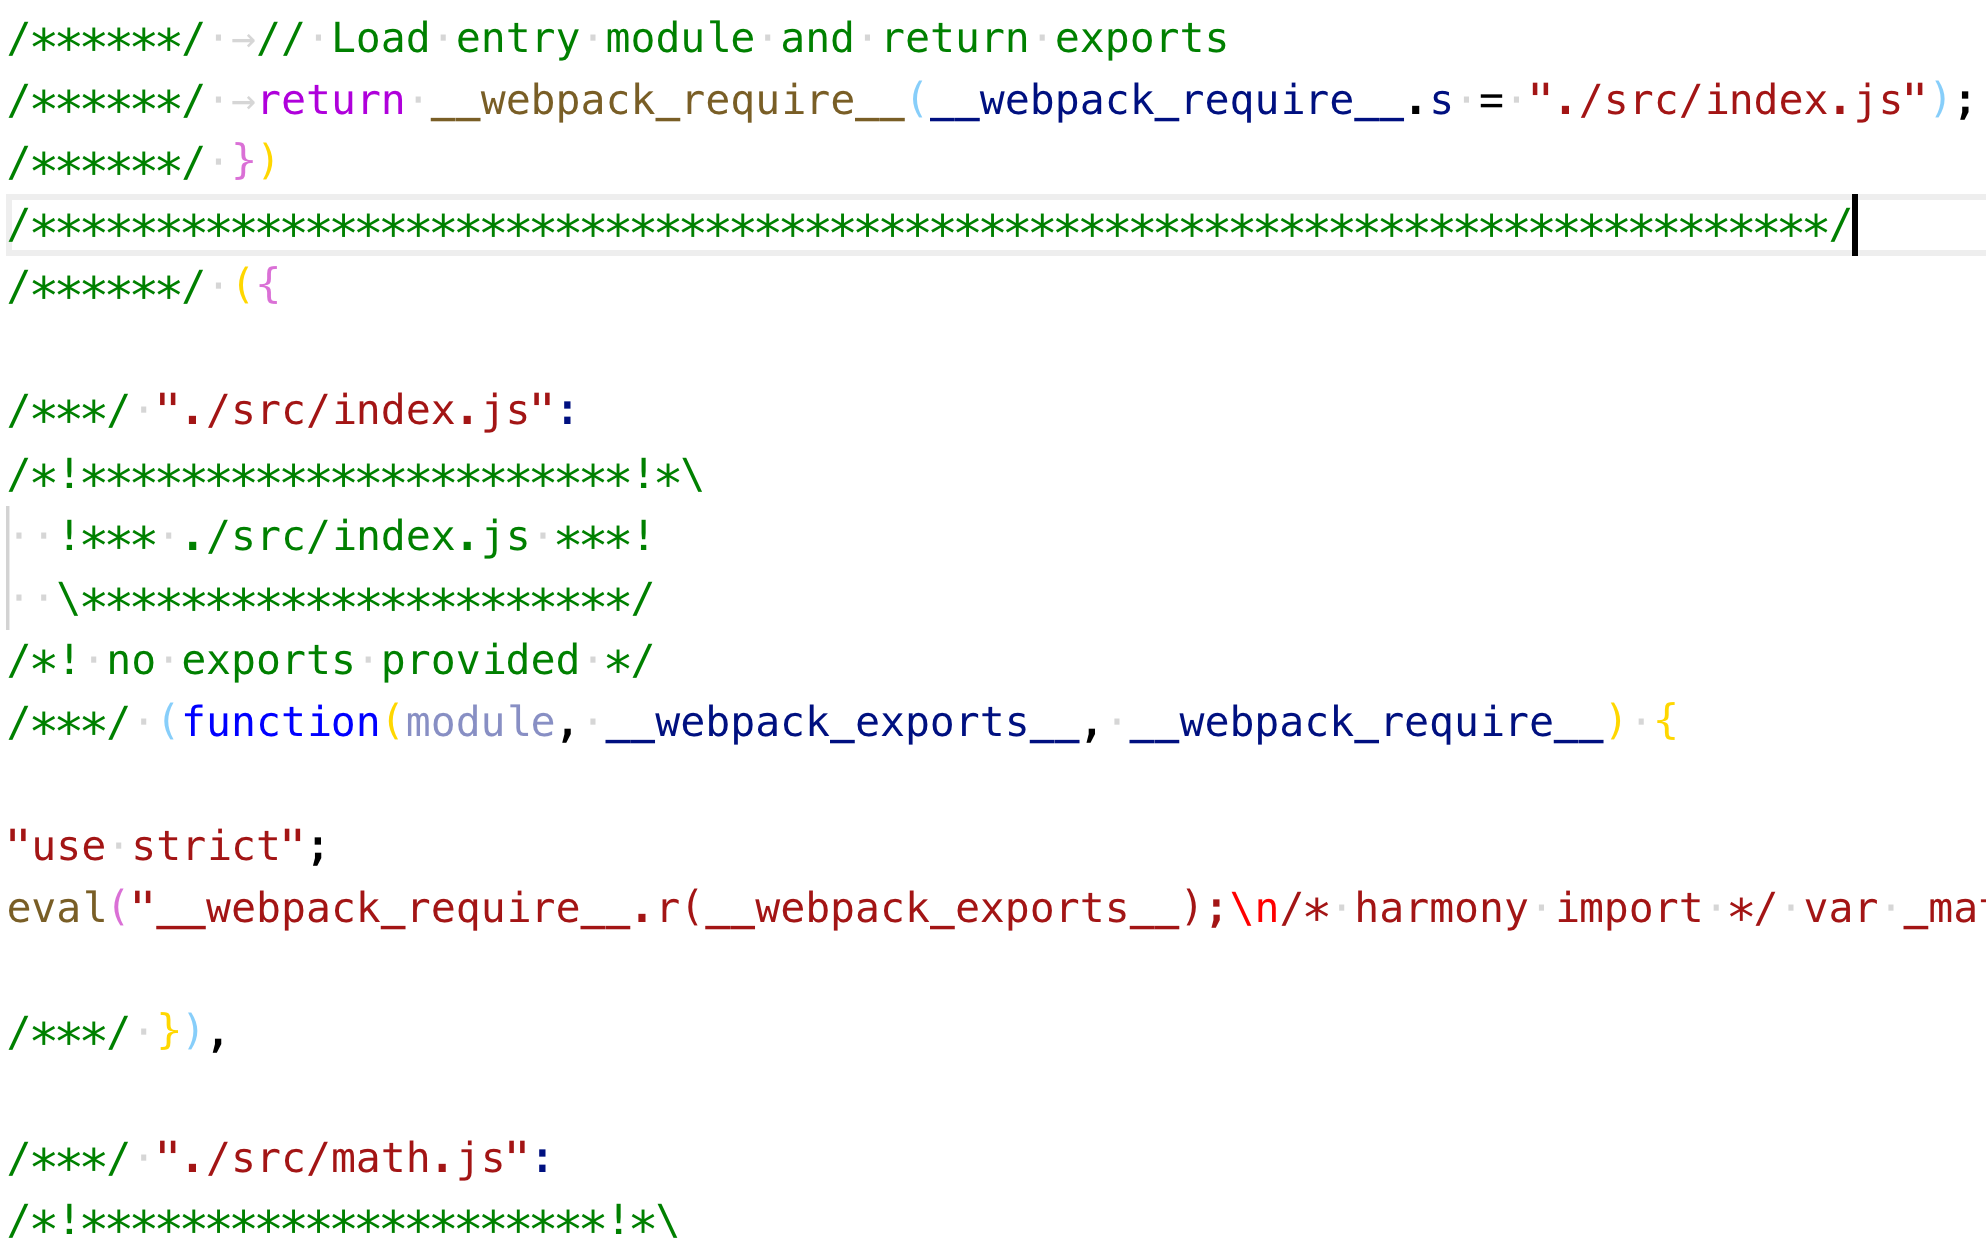 /******/ 	// Load entry module and return exports
/******/ 	return __webpack_require__(__webpack_require__.s = "./src/index.js");
/******/ })
/************************************************************************/
/******/ ({

/***/ "./src/index.js":
/*!**********************!*\
  !*** ./src/index.js ***!
  \**********************/
/*! no exports provided */
/***/ (function(module, __webpack_exports__, __webpack_require__) {

"use strict";
eval("__webpack_require__.r(__webpack_exports__);\n/* harmony import */ var

/***/ }),

/***/ "./src/math.js":
/*!*********************!*\